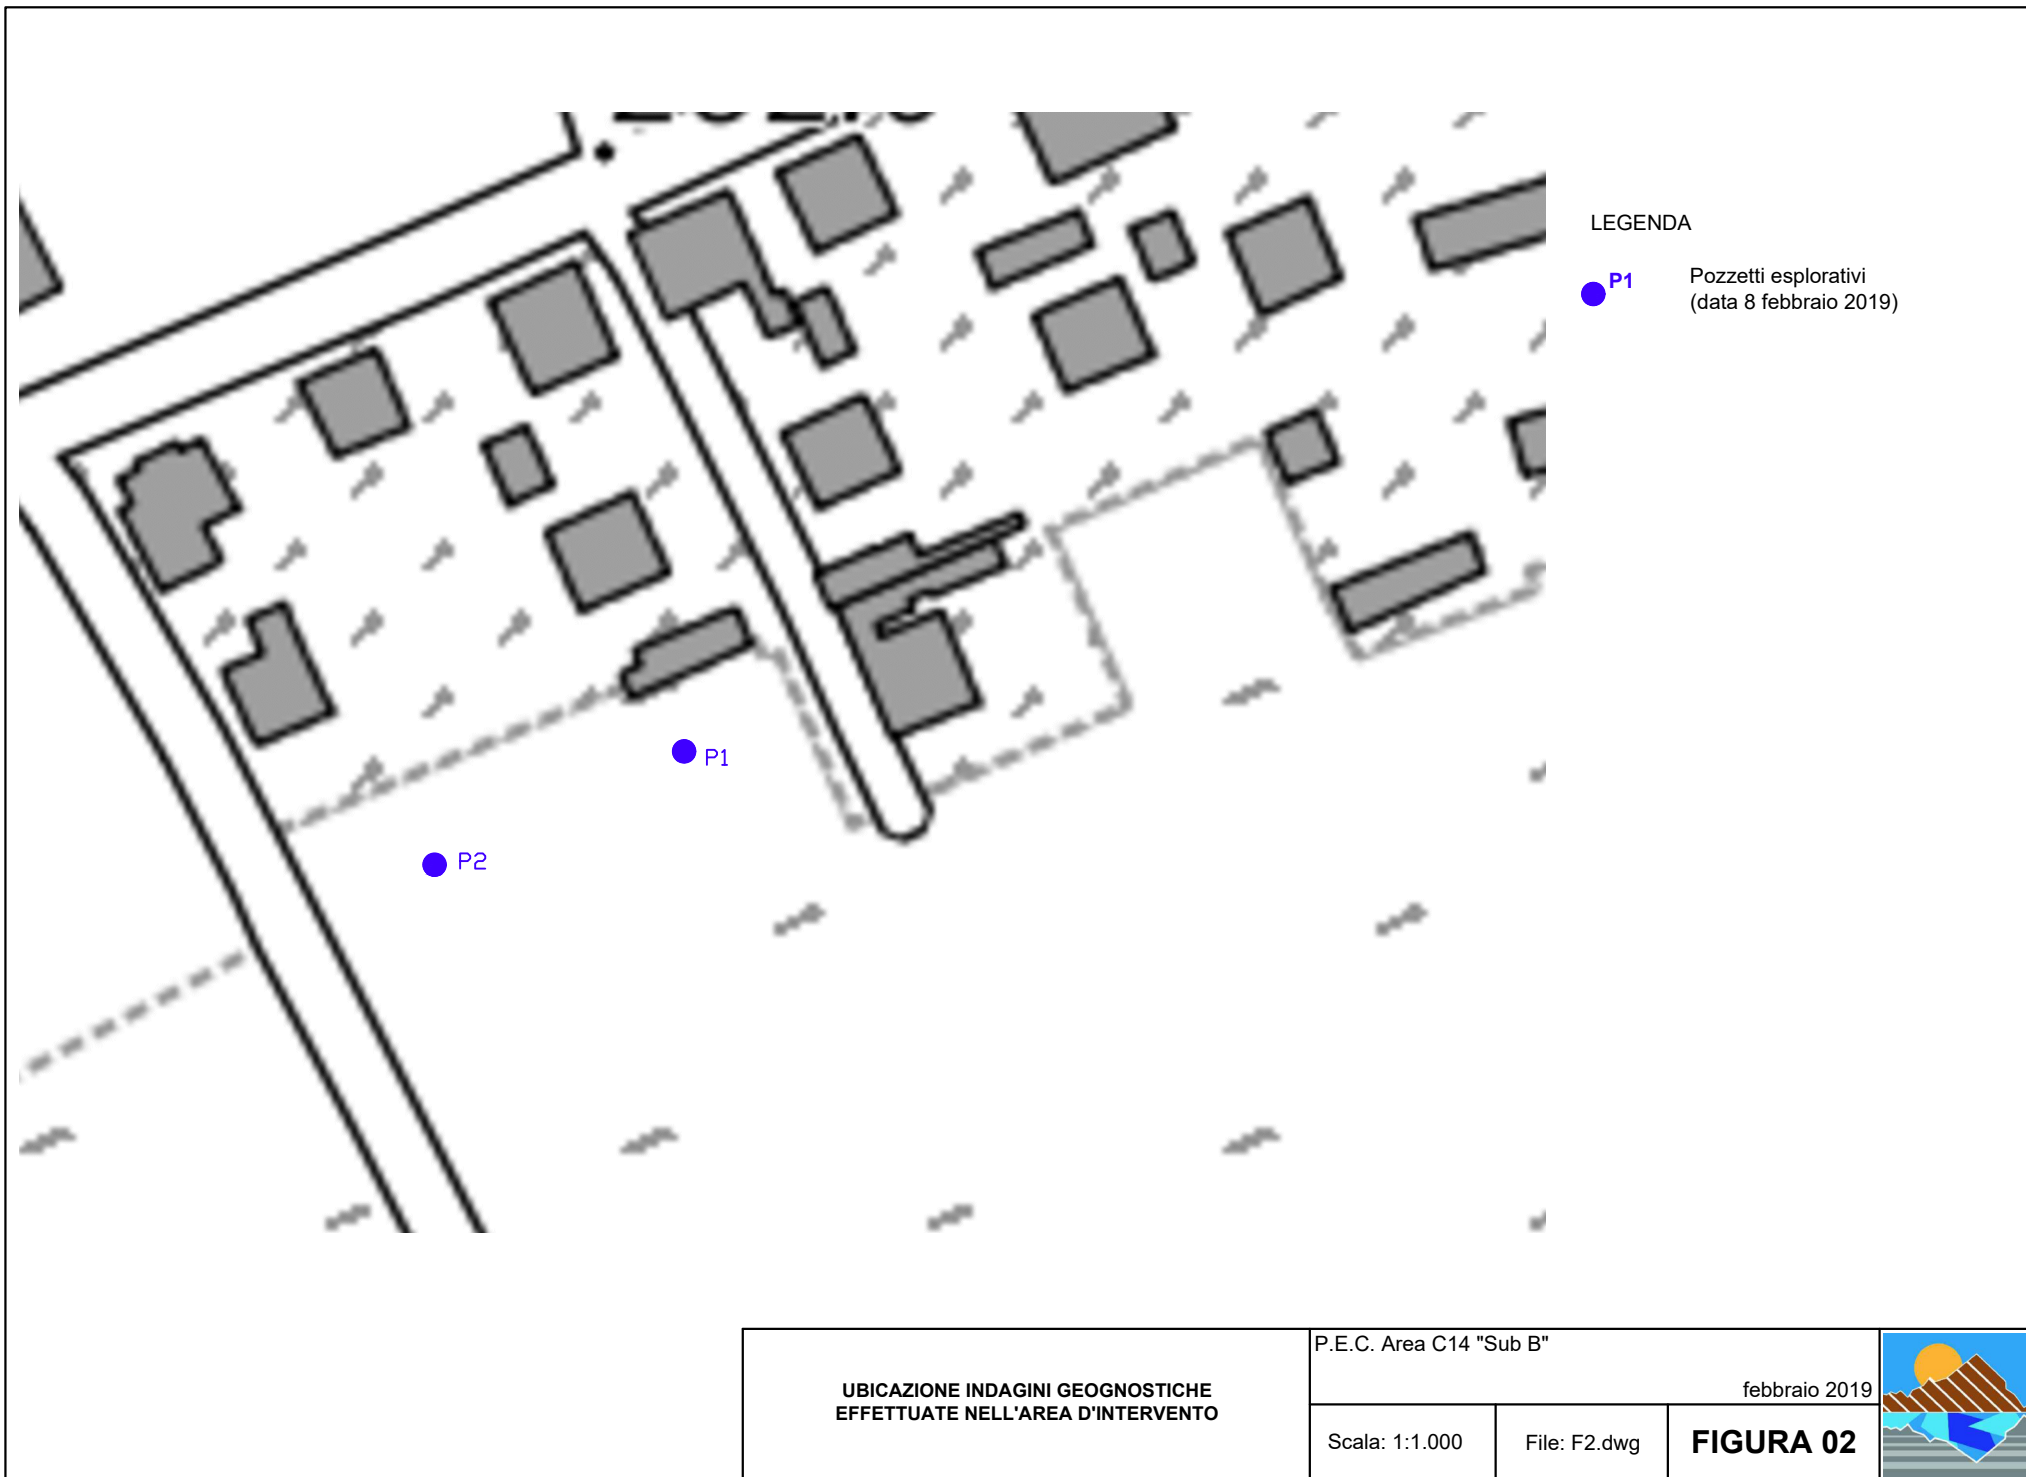 LEGENDA
P1
Pozzetti esplorativi
(data 8 febbraio 2019)
P1
P2
UBICAZIONE INDAGINI GEOGNOSTICHE
EFFETTUATE NELL'AREA D'INTERVENTO
P.E.C. Area C14 "Sub B"
febbraio 2019
Scala: 1:1.000
File: F2.dwg
FIGURA 02